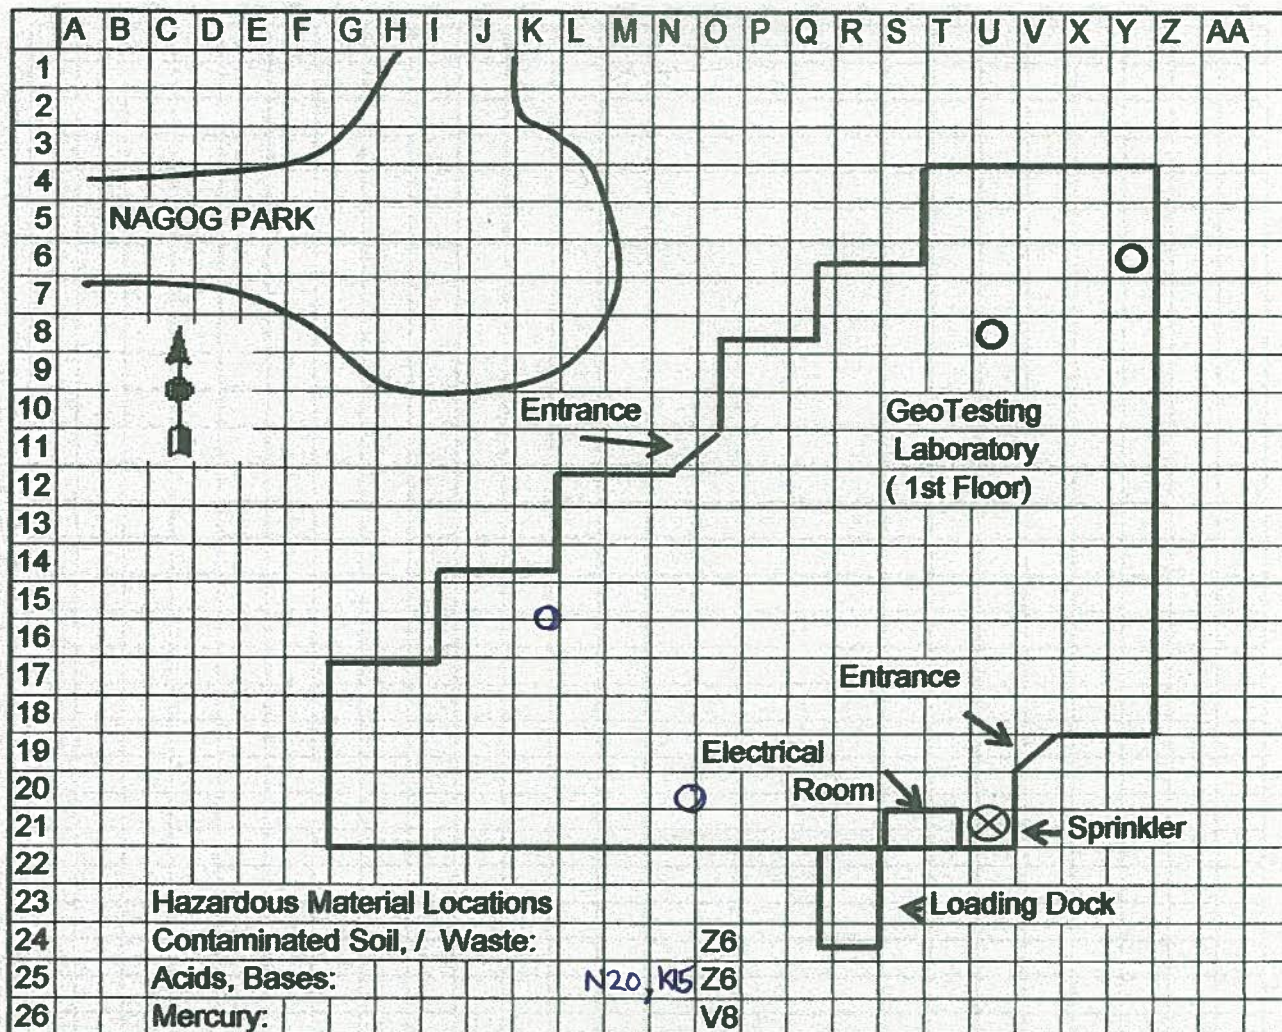 A B C D E F G H I J K L M N O P Q R S T U V X Y Z AA
1
2
3
4
NAGOG PARK
5
6
7
8
9
10
Entrance
GeoTesting
11
Laboratory
12
( 1st Floor)
13
14
15
16
17
Entrance
18
19
Electrical
20
Room
21
Sprinkler
22
23 Hazardous Material Locations
Loading Dock
24 Contaminated Soil, / Waste: Z6
25 Acids, Bases: N20, K15 Z6
26 Mercury: V8